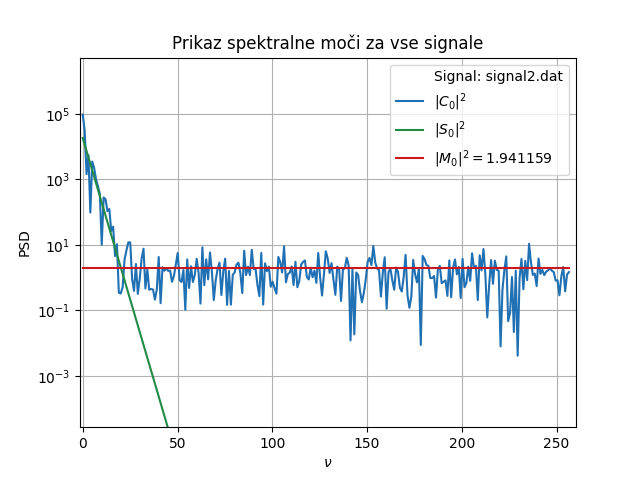 Prikaz spektralne moči za vse signale
Signal: signal2.dat
|C₀|²
|S₀|²
|M₀|² = 1.941159
PSD
10⁵
10³
10¹
10⁻¹
10⁻³
0 50 100 150 200 250
ν